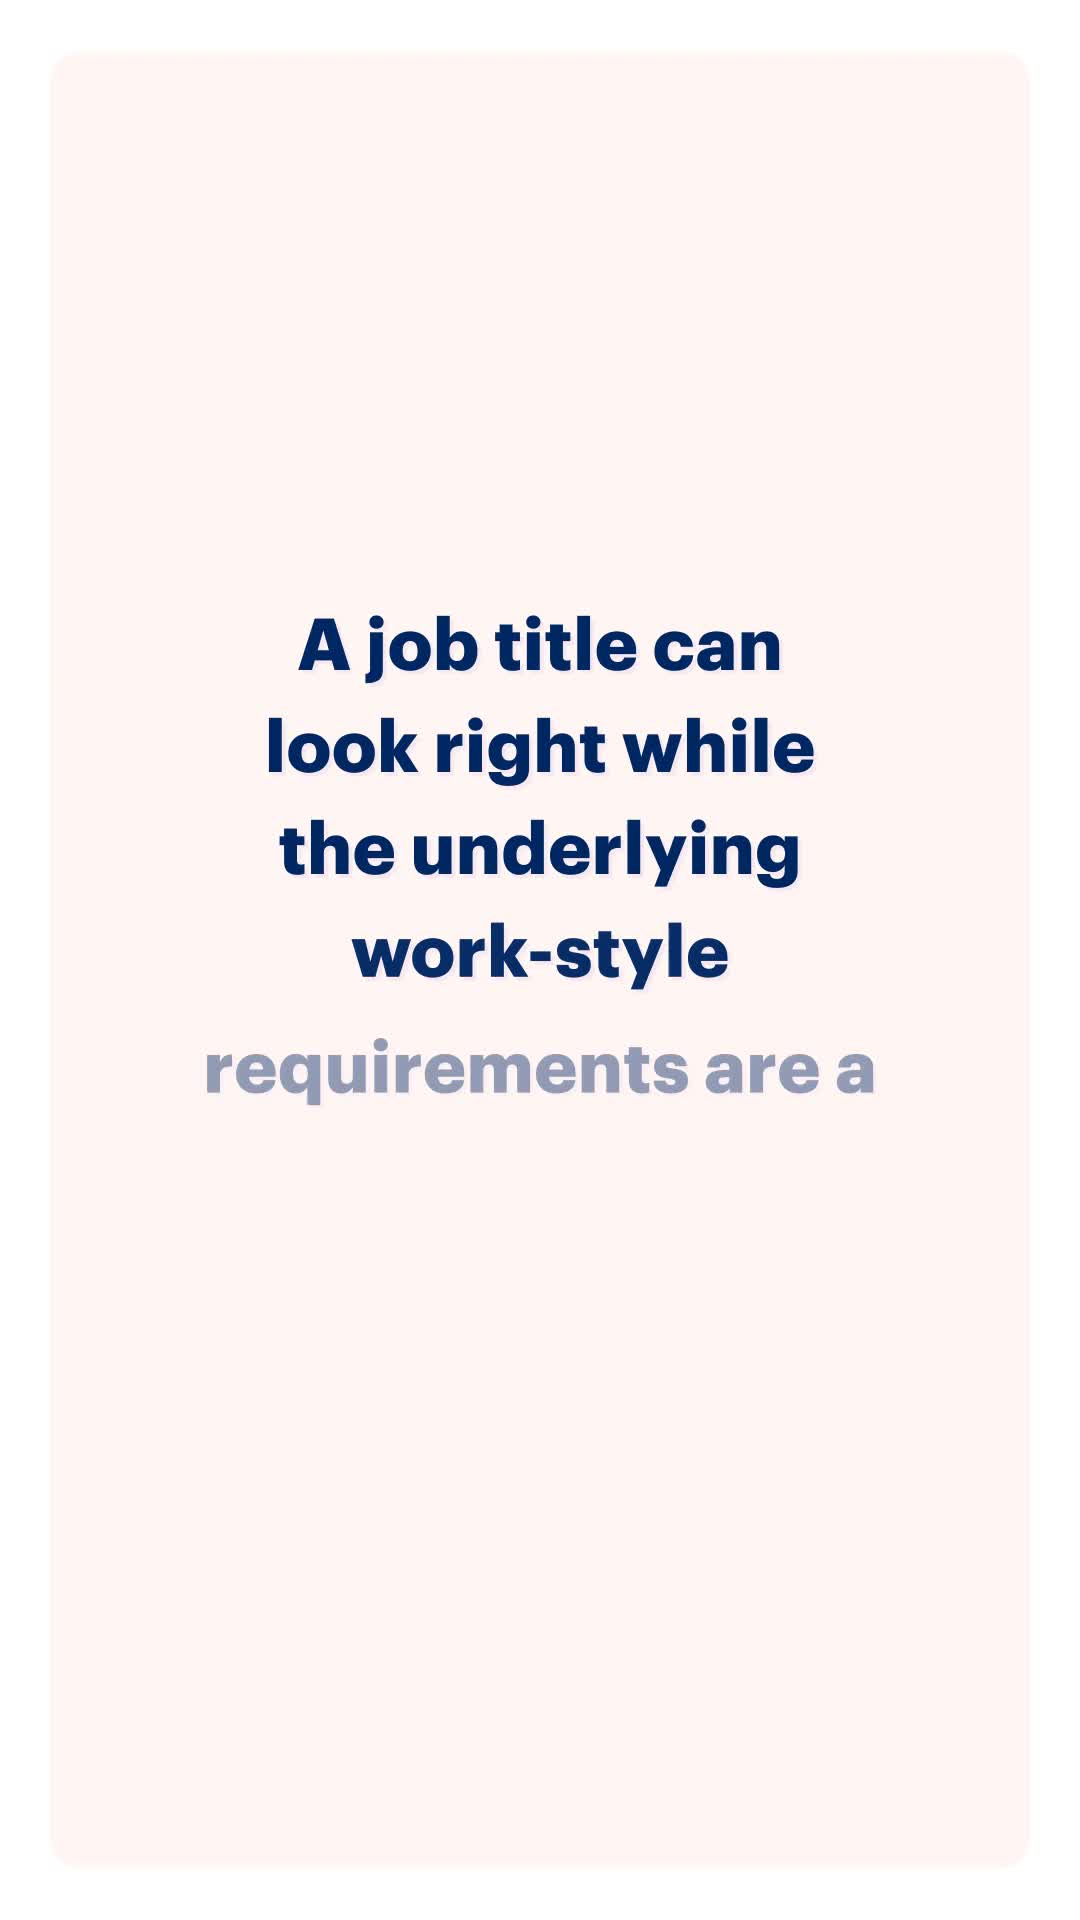 A job title can
look right while
the underlying
work-style
requirements are a